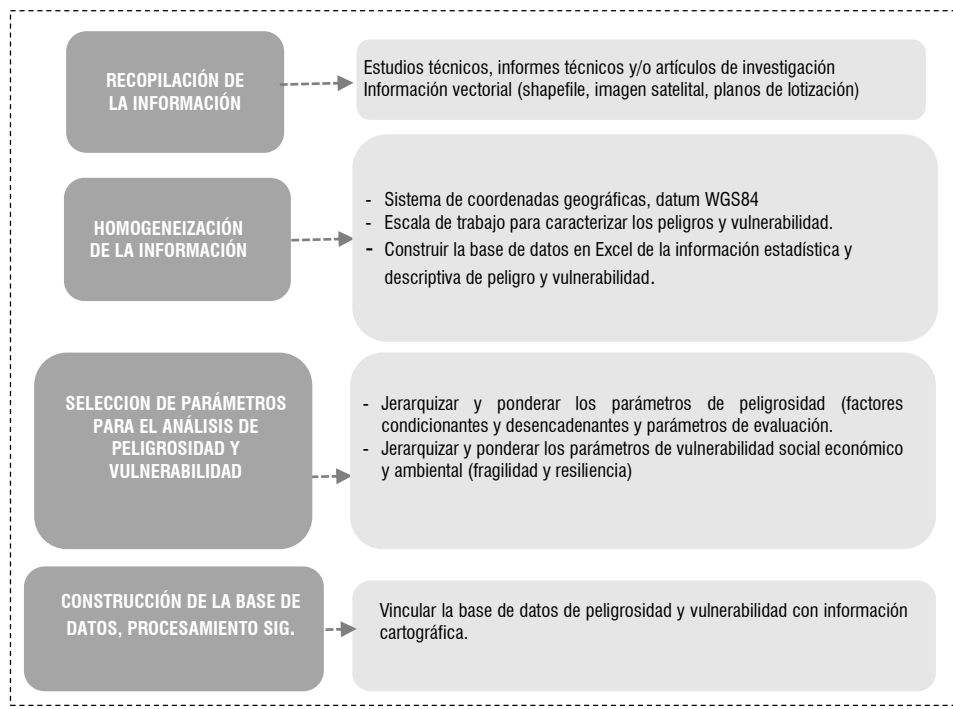 RECOPILACIÓN DE
LA INFORMACIÓN
Estudios técnicos, informes técnicos y/o artículos de investigación
Información vectorial (shapefile, imagen satelital, planos de lotización)
HOMOGENEIZACIÓN
DE LA INFORMACIÓN
- Sistema de coordenadas geográficas, datum WGS84
- Escala de trabajo para caracterizar los peligros y vulnerabilidad.
- Construir la base de datos en Excel de la información estadística y
descriptiva de peligro y vulnerabilidad.
SELECCION DE PARÁMETROS
PARA EL ANÁLISIS DE
PELIGROSIDAD Y
VULNERABILIDAD
- Jerarquizar y ponderar los parámetros de peligrosidad (factores
condicionantes y desencadenantes y parámetros de evaluación.
- Jerarquizar y ponderar los parámetros de vulnerabilidad social económico
y ambiental (fragilidad y resiliencia)
CONSTRUCCIÓN DE LA BASE DE
DATOS, PROCESAMIENTO SIG.
Vincular la base de datos de peligrosidad y vulnerabilidad con información
cartográfica.